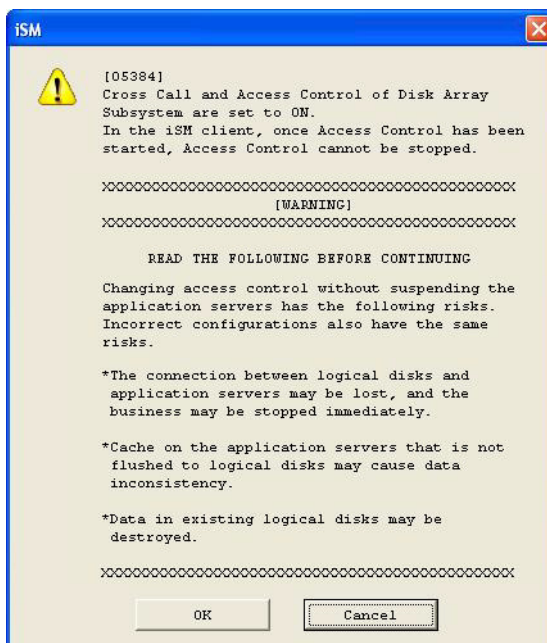 iSM
[05384]
Cross Call and Access Control of Disk Array
Subsystem are set to ON.
In the iSM client, once Access Control has been
started, Access Control cannot be stopped.
XXXXXXXXXXXXXXXXXXXXXXXXXXXXXXXXXXXXXXXXXXXXXXXXXXX
[WARNING]
XXXXXXXXXXXXXXXXXXXXXXXXXXXXXXXXXXXXXXXXXXXXXXXXXXX
READ THE FOLLOWING BEFORE CONTINUING
Changing access control without suspending the
application servers has the following risks.
Incorrect configurations also have the same
risks.
*The connection between logical disks and
application servers may be lost, and the
business may be stopped immediately.
*Cache on the application servers that is not
flushed to logical disks may cause data
inconsistency.
*Data in existing logical disks may be
destroyed.
XXXXXXXXXXXXXXXXXXXXXXXXXXXXXXXXXXXXXXXXXXXXXXXXXXX
OK
Cancel